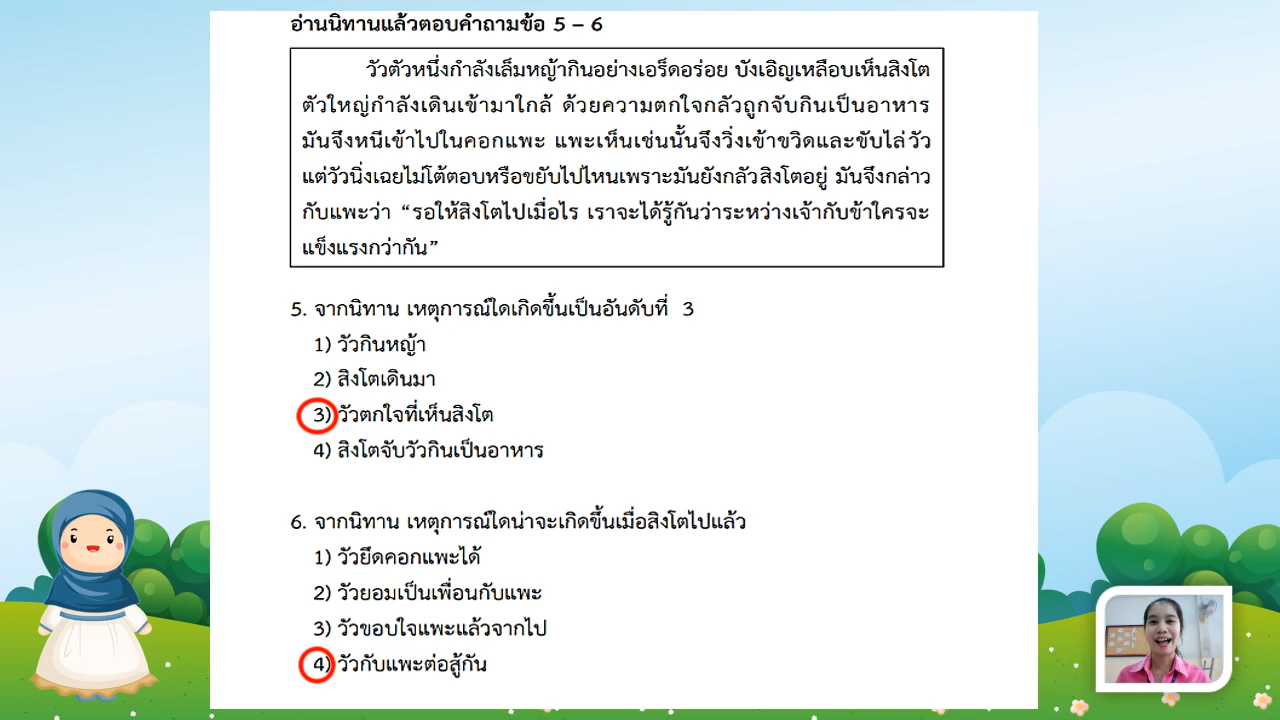 อ่านนิทานแล้วตอบคำถามข้อ 5 – 6
วัวตัวหนึ่งกำลังเล็มหญ้ากินอย่างเอร็ดอร่อย บังเอิญเหลือบเห็นสิงโต
ตัวใหญ่กำลังเดินเข้ามาใกล้ ด้วยความตกใจกลัวถูกจับกินเป็นอาหาร
มันจึงหนีเข้าไปในคอกแพะ แพะเห็นเช่นนั้นจึงวิ่งเข้าขวิดและขับไล่วัว
แต่วัวนิ่งเฉยไม่โต้ตอบหรือขยับไปไหนเพราะมันยังกลัวสิงโตอยู่ มันจึงกล่าว
กับแพะว่า “รอให้สิงโตไปเมื่อไร เราจะได้รู้กันว่าระหว่างเจ้ากับข้าใครจะ
แข็งแรงกว่ากัน”
5. จากนิทาน เหตุการณ์ใดเกิดขึ้นเป็นอันดับที่ 3
1) วัวกินหญ้า
2) สิงโตเดินมา
3) วัวตกใจที่เห็นสิงโต
4) สิงโตจับวัวกินเป็นอาหาร
6. จากนิทาน เหตุการณ์ใดน่าจะเกิดขึ้นเมื่อสิงโตไปแล้ว
1) วัวยึดคอกแพะได้
2) วัวยอมเป็นเพื่อนกับแพะ
3) วัวขอบใจแพะแล้วจากไป
4) วัวกับแพะต่อสู้กัน